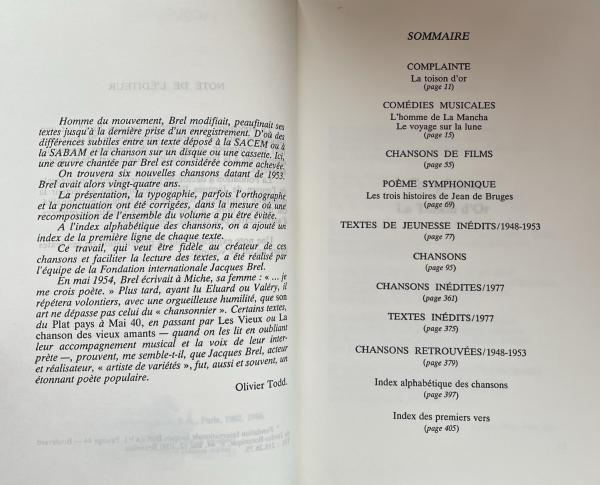 Homme du mouvement, Brel modifiait, peaufinait ses
textes jusqu'à la dernière prise d'un enregistrement. D'où des
différences subtiles entre un texte déposé à la SACEM ou à
la SABAM et la chanson sur un disque ou une cassette. Ici,
une œuvre chantée par Brel est considérée comme achevée.
On trouvera six nouvelles chansons datant de 1953.
Brel avait alors vingt-quatre ans.
La présentation, la typogaphie, parfois l'orthographe
et la ponctuation ont été corrigées, dans la mesure où une
recomposition de l'ensemble du volume a pu être évitée.
A l'index alphabétique des chansons, on a ajouté un
index de la première ligne de chaque texte.
Ce travail, qui veut être fidèle au créateur de ces
chansons et faciliter la lecture des textes, a été réalisé par
l'équipe de la Fondation internationale Jacques Brel.
En mai 1954, Brel écrivait à Miche, sa femme : « ... je
me crois poète. » Plus tard, ayant lu Eluard ou Valéry, il
répétera volontiers, avec une orgueilleuse humilité, que son
art ne dépasse pas celui du « chansonnier ». Certains textes,
du Plat pays à Mai 40, en passant par Les Vieux ou La
chanson des vieux amants — quand on les lit en oubliant
leur accompagnement musical et la voix de leur inter-
prète —, prouvent, me semble-t-il, que Jacques Brel, acteur
et réalisateur, « artiste de variétés », fut, aussi et souvent, un
étonnant poète populaire.
Olivier Todd.
SOMMAIRE
COMPLAINTE
La toison d'or
(page 11)
COMÉDIES MUSICALES
L'homme de La Mancha
Le voyage sur la lune
(page 15)
CHANSONS DE FILMS
(page 55)
POÈME SYMPHONIQUE
Les trois histoires de Jean de Bruges
(page 69)
TEXTES DE JEUNESSE INÉDITS/1948-1953
(page 77)
CHANSONS
(page 95)
CHANSONS INÉDITES/1977
(page 361)
TEXTES INÉDITS/1977
(page 375)
CHANSONS RETROUVÉES/1948-1953
(page 379)
Index alphabétique des chansons
(page 397)
Index des premiers vers
(page 405)